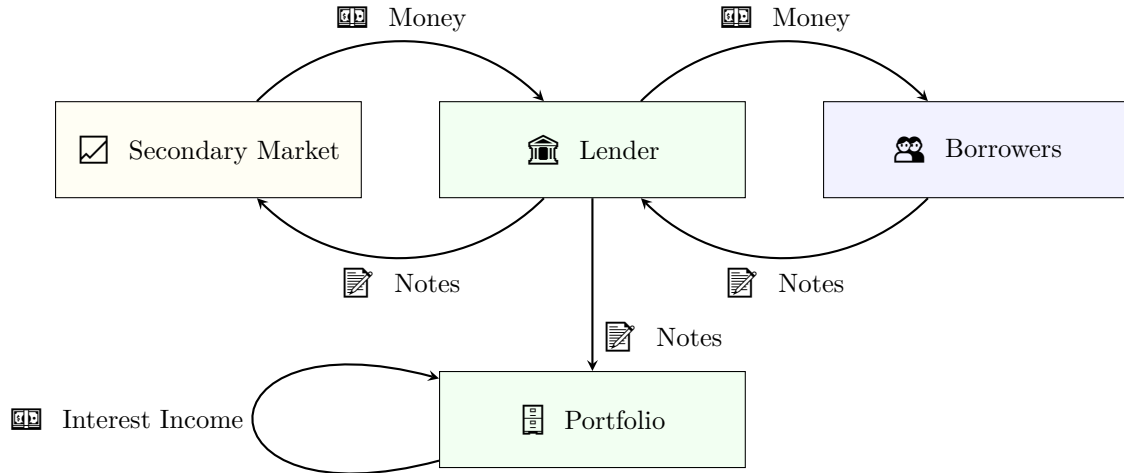 Money
Money
Secondary Market
Lender
Borrowers
Notes
Notes
Notes
Interest Income
Portfolio